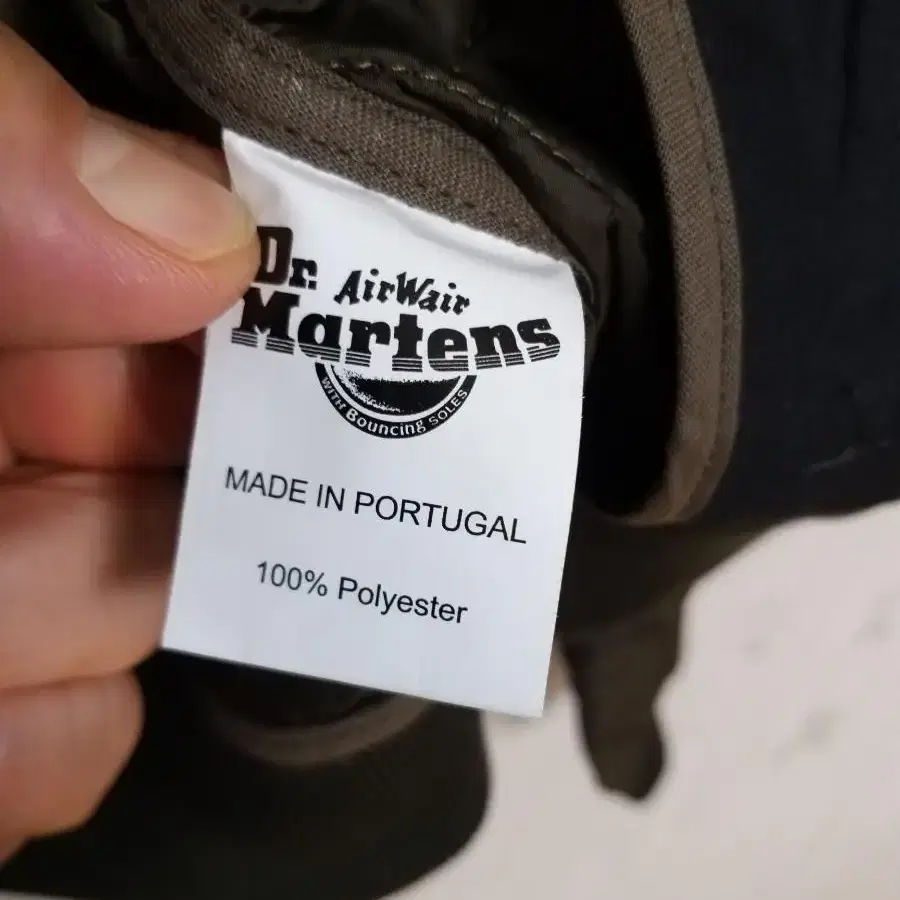 Dr. AirWair
Martens
WITH Bouncing SOLES
MADE IN PORTUGAL
100% Polyester